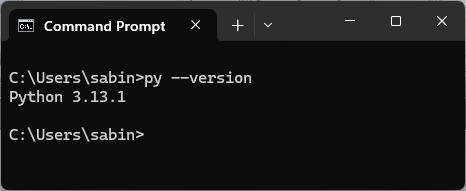 Command Prompt
C:\Users\sabin>py --version
Python 3.13.1
C:\Users\sabin>